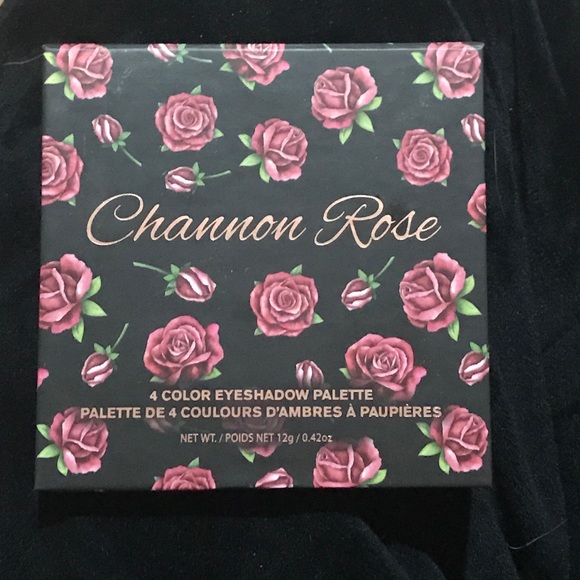 Channon Rose
4 COLOR EYESHADOW PALETTE
PALETTE DE 4 COULOURS D'AMBRES À PAUPIÈRES
NET WT. / POIDS NET 12g / 0.42oz